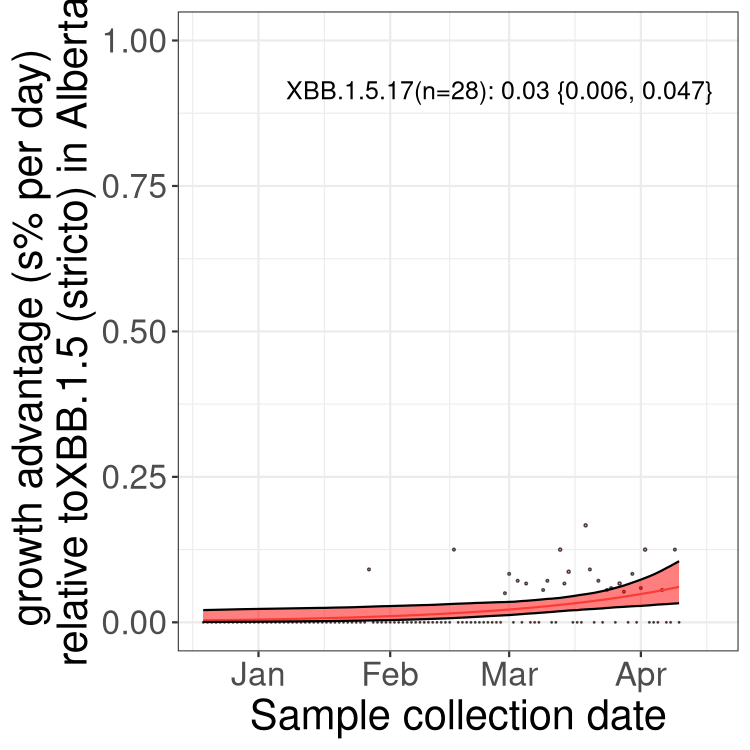 growth advantage (s% per day)
relative toXBB.1.5 (stricto) in Alberta
1.00
0.75
0.50
0.25
0.00
XBB.1.5.17(n=28): 0.03 {0.006, 0.047}
Jan Feb Mar Apr
Sample collection date